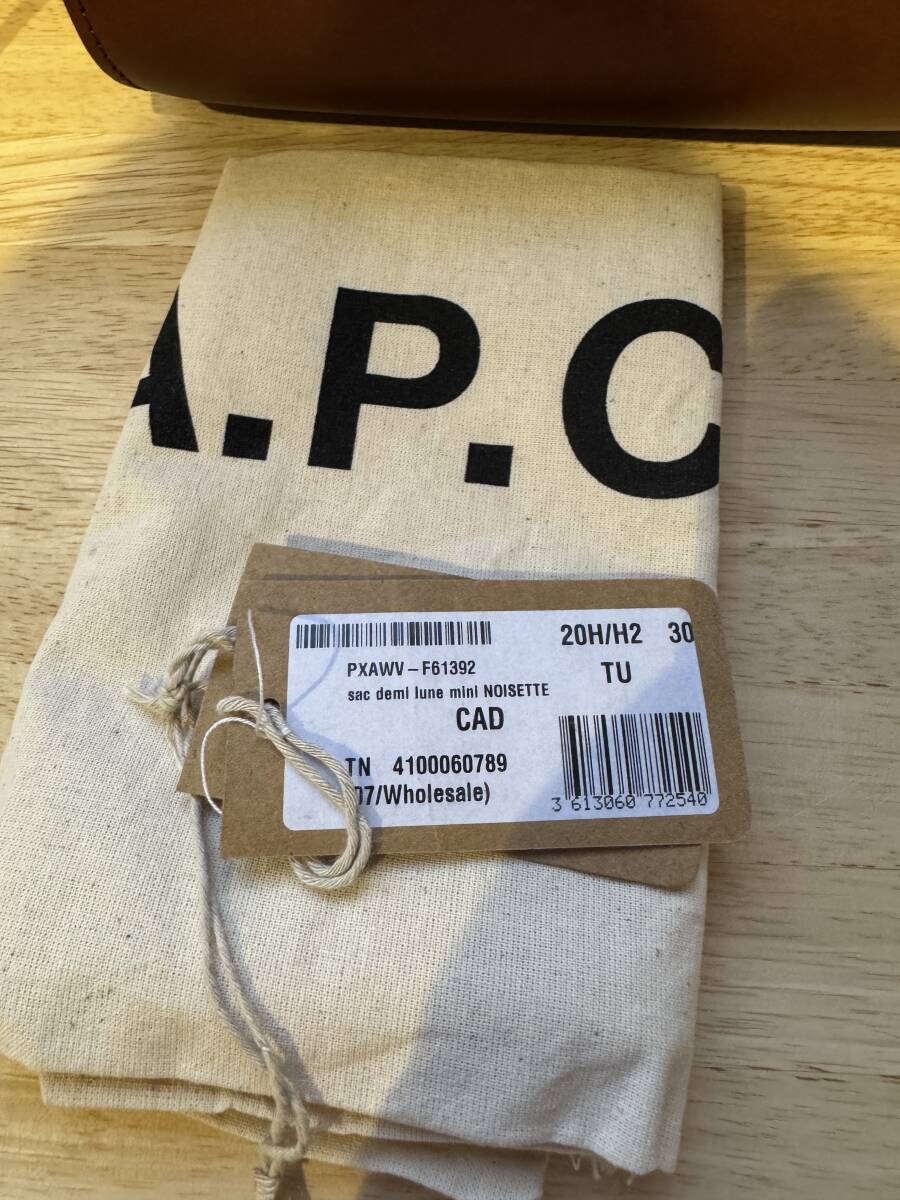 A.P.C
20H/H2 30
PXAWV-F61392
TU
sac demi lune mini NOISETTE
CAD
TN 4100060789
07/Wholesale)
3 613060 772540